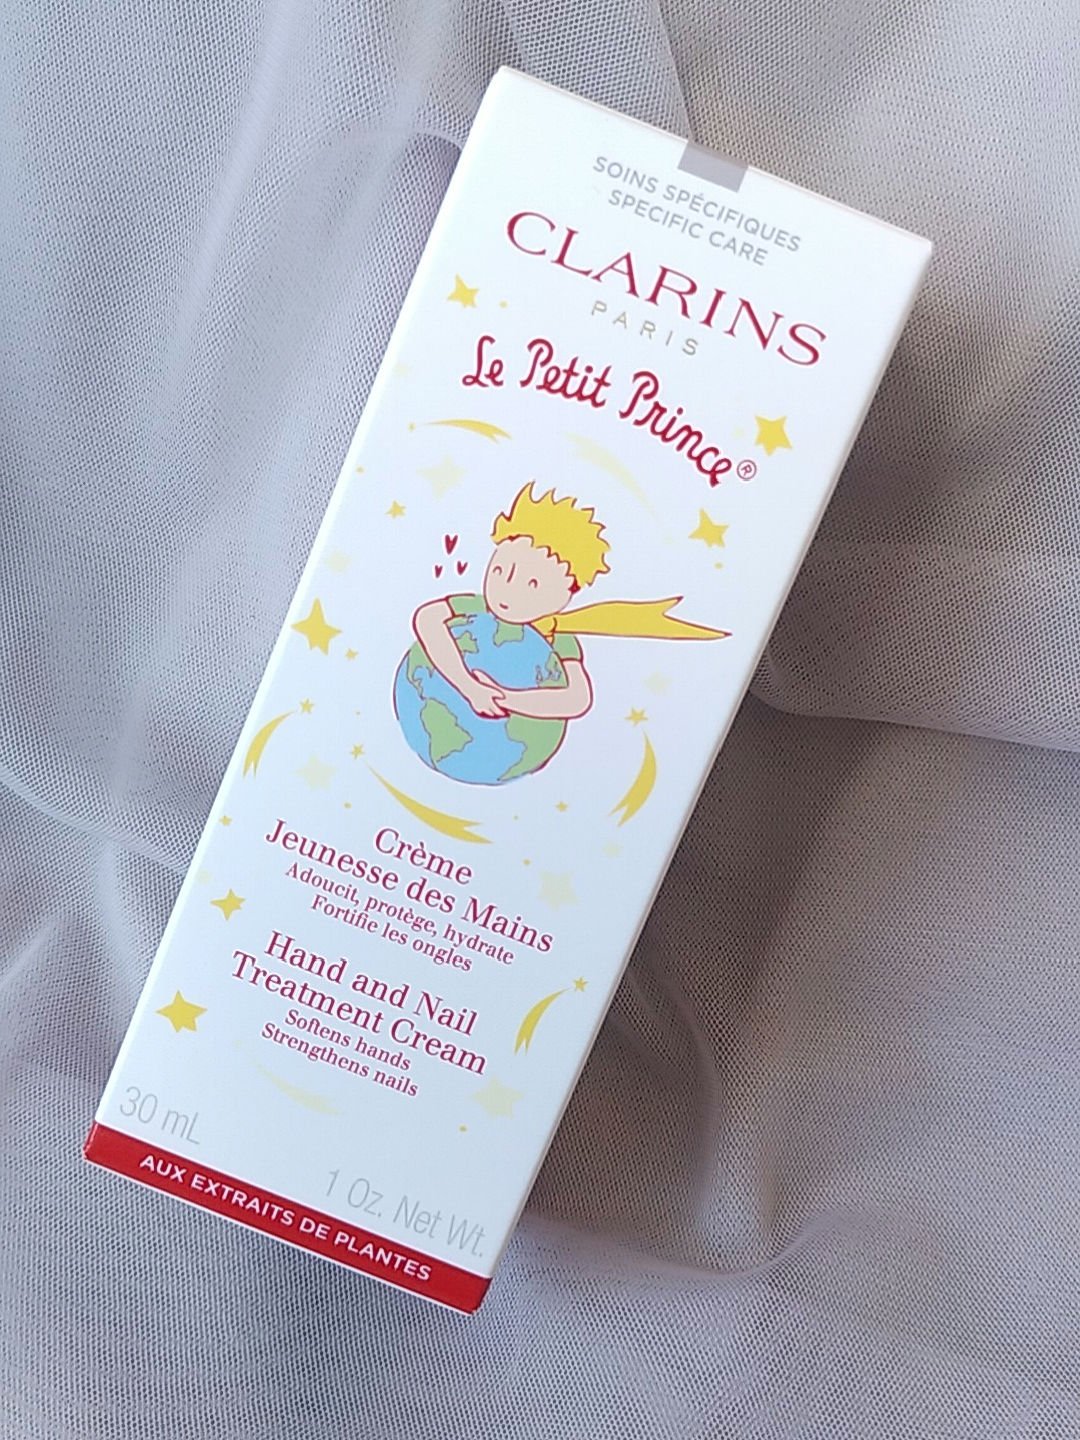 SOINS SPÉCIFIQUES
SPECIFIC CARE
CLARINS
PARIS
Le Petit Prince®
Crème
Jeunesse des Mains
Adoucit, protège, hydrate
Fortifie les ongles
Hand and Nail
Treatment Cream
Softens hands
Strengthens nails
30 mL
1 Oz. Net Wt.
AUX EXTRAITS DE PLANTES